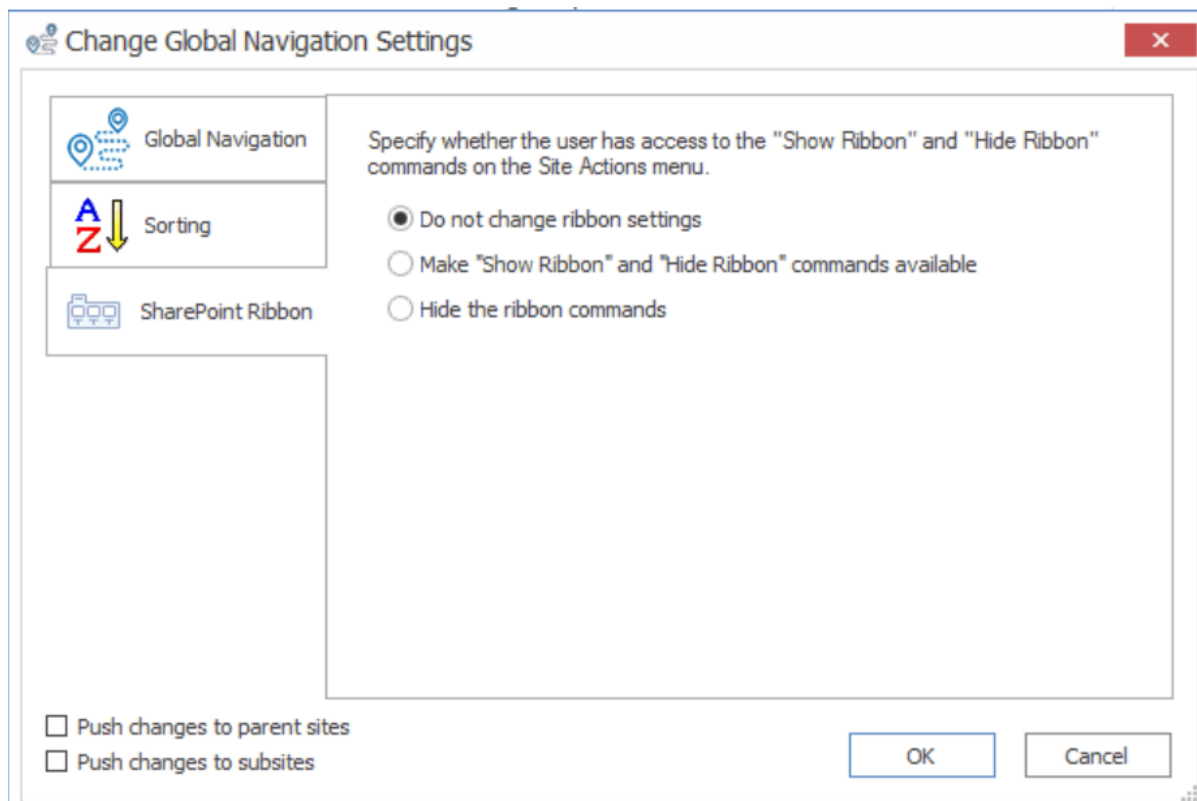 Change Global Navigation Settings
Global Navigation
Sorting
SharePoint Ribbon
Specify whether the user has access to the "Show Ribbon" and "Hide Ribbon"
commands on the Site Actions menu.
Do not change ribbon settings
Make "Show Ribbon" and "Hide Ribbon" commands available
Hide the ribbon commands
Push changes to parent sites
Push changes to subsites
OK
Cancel